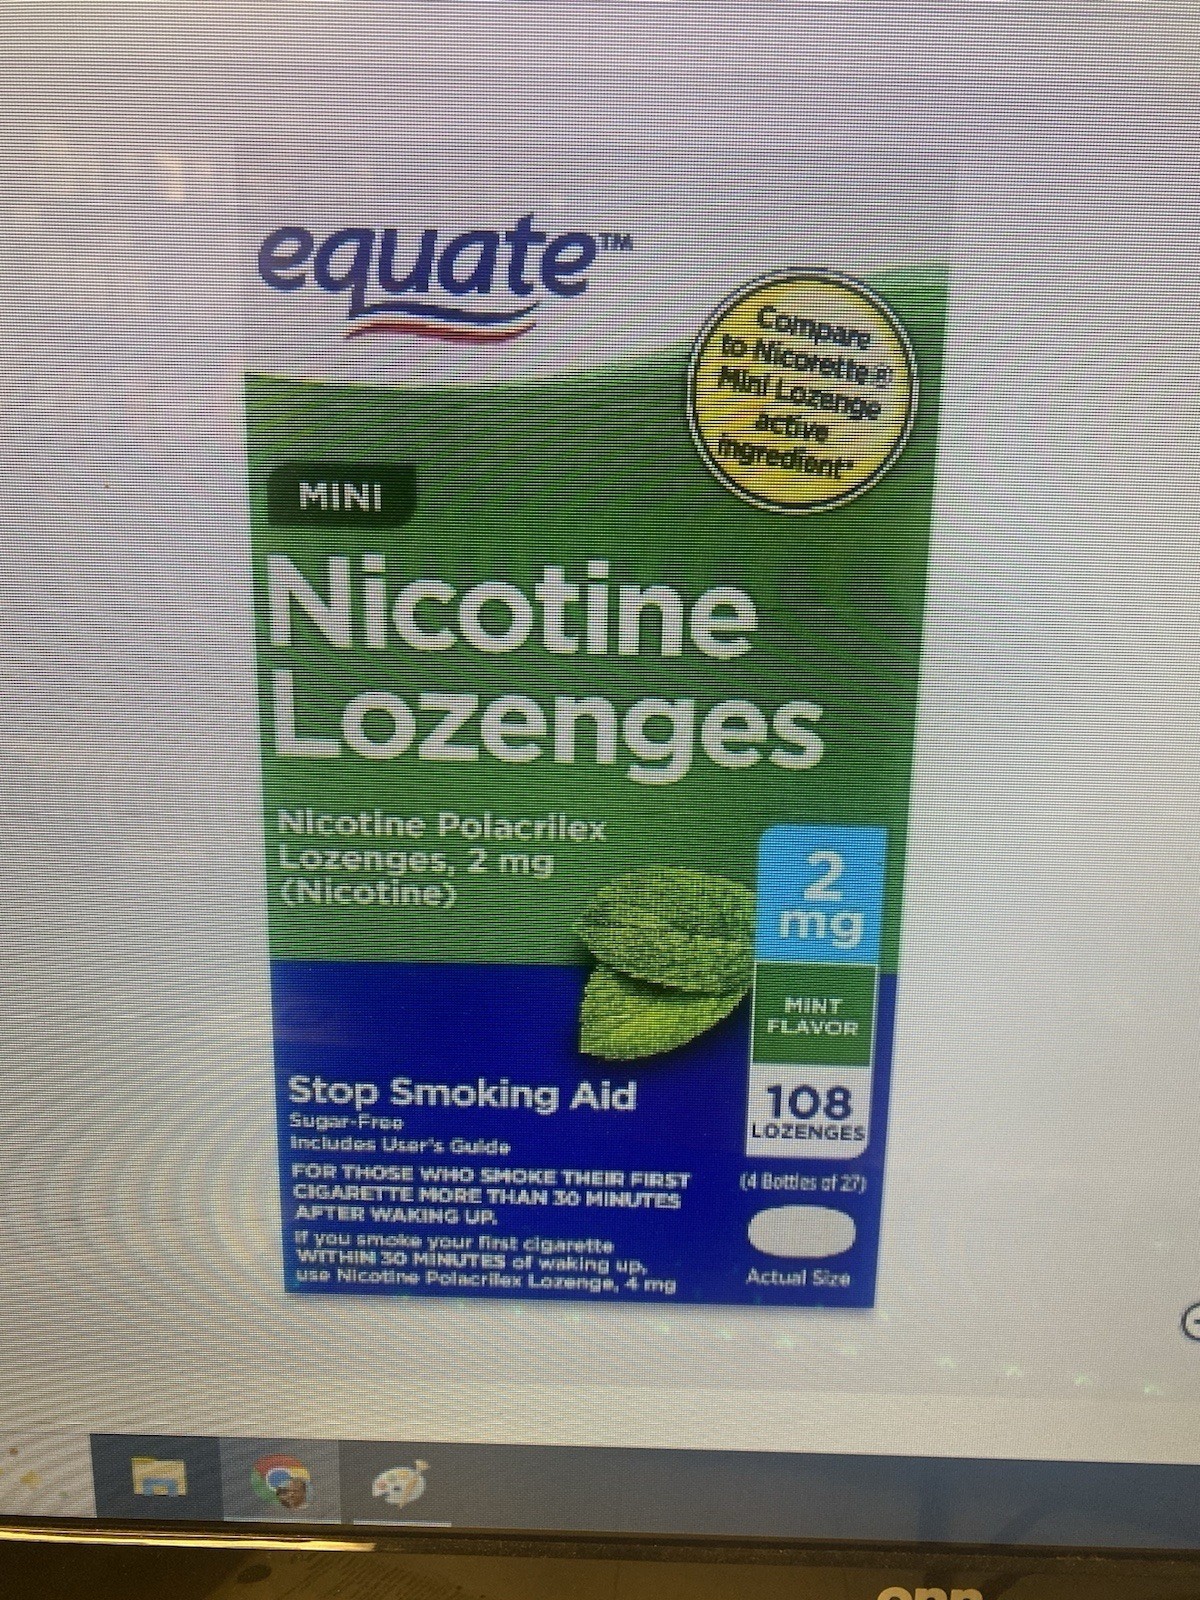 equate™
Compare
to Nicorette®
Mini Lozenge
active
ingredient*
MINI
Nicotine
Lozenges
Nicotine Polacrilex
Lozenges, 2 mg
(Nicotine)
2
mg
MINT
FLAVOR
108
LOZENGES
(4 Bottles of 27)
Actual Size
Stop Smoking Aid
Sugar-Free
Includes User's Guide
FOR THOSE WHO SMOKE THEIR FIRST
CIGARETTE MORE THAN 30 MINUTES
AFTER WAKING UP.
If you smoke your first cigarette
WITHIN 30 MINUTES of waking up,
use Nicotine Polacrilex Lozenge, 4 mg
onn